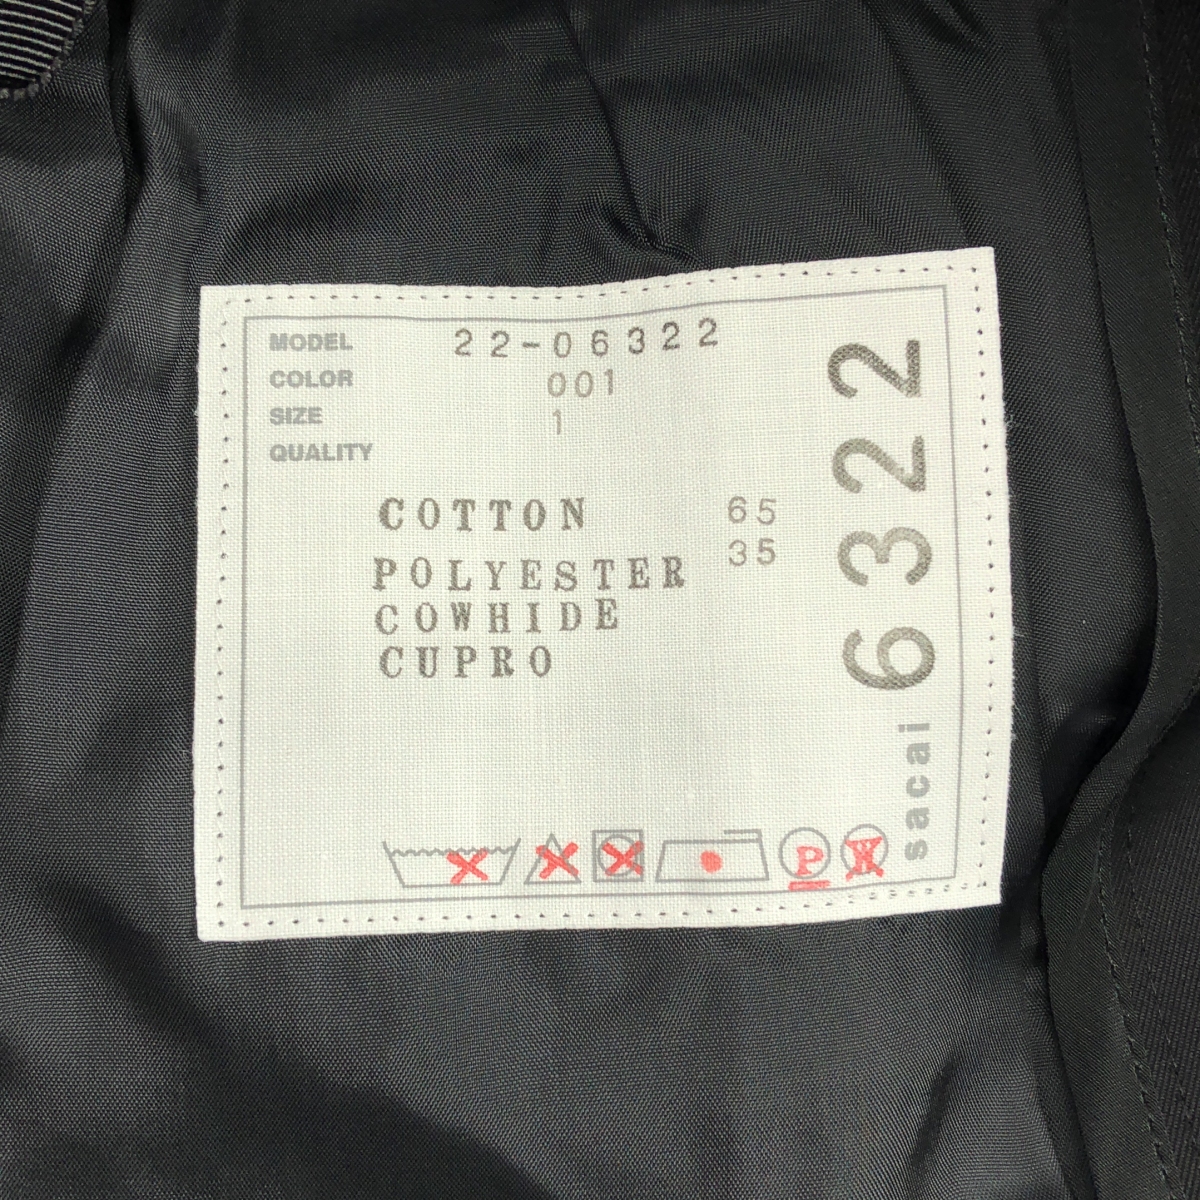 MODEL 22-06322
COLOR 001
SIZE 1
QUALITY
COTTON 65
POLYESTER 35
COWHIDE
CUPRO
P
W
sacai 6322